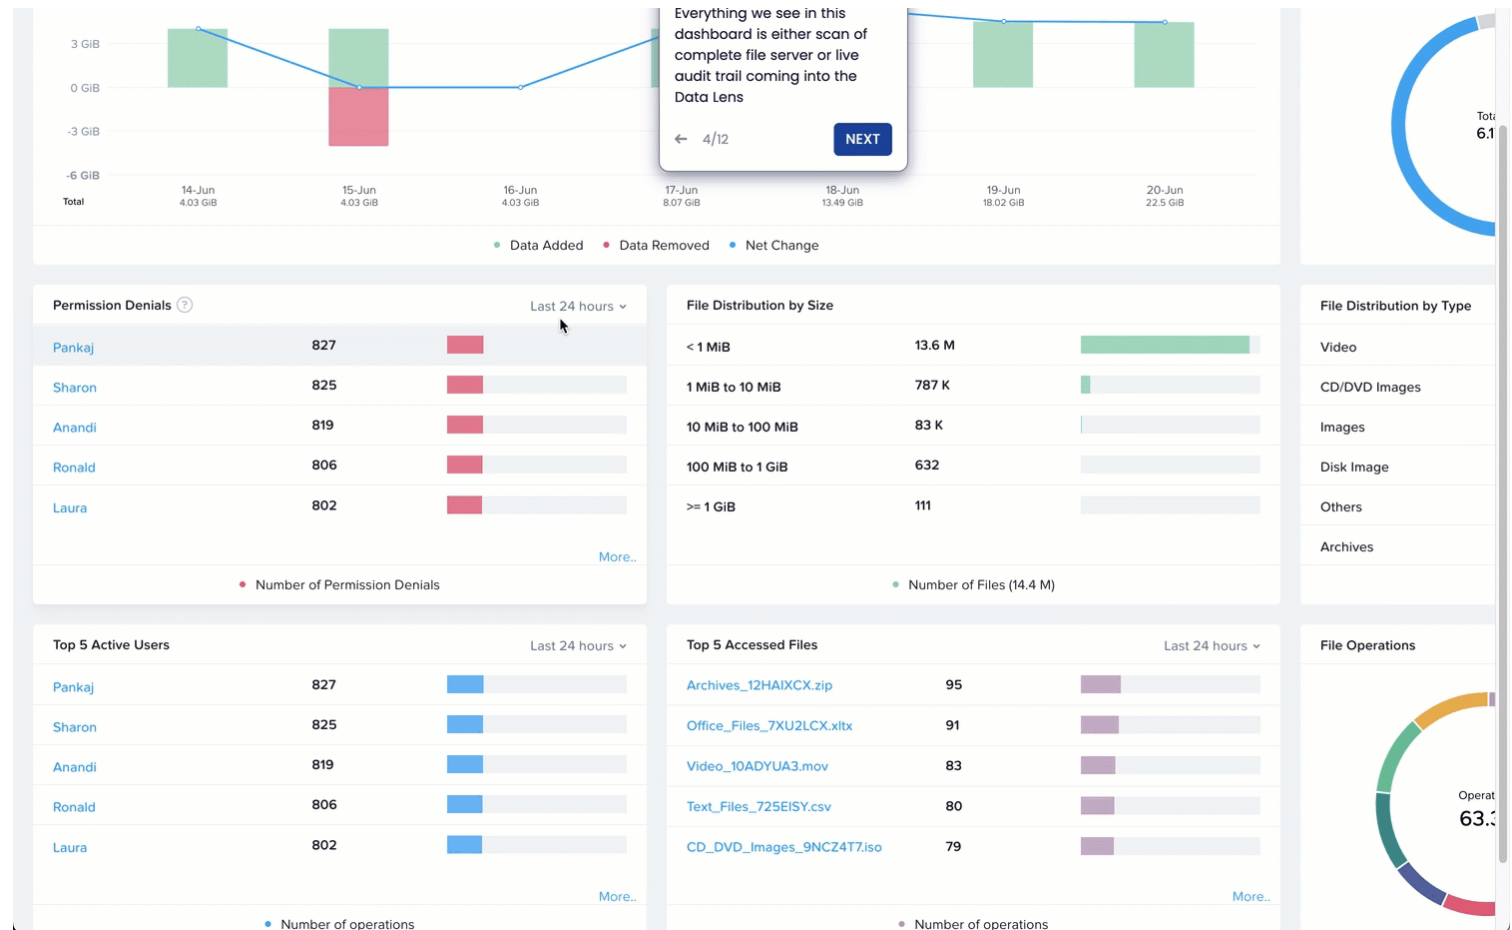 Everything we see in this
dashboard is either scan of
complete file server or live
audit trail coming into the
Data Lens
← 4/12 NEXT
3 GiB
0 GiB
-3 GiB
-6 GiB
14-Jun 15-Jun 16-Jun 17-Jun 18-Jun 19-Jun 20-Jun
Total 4.03 GiB 4.03 GiB 4.03 GiB 8.07 GiB 13.49 GiB 18.02 GiB 22.5 GiB
Data Added Data Removed Net Change
Permission Denials ? Last 24 hours
Pankaj 827
Sharon 825
Anandi 819
Ronald 806
Laura 802
More..
Number of Permission Denials
File Distribution by Size
< 1 MiB 13.6 M
1 MiB to 10 MiB 787 K
10 MiB to 100 MiB 83 K
100 MiB to 1 GiB 632
>= 1 GiB 111
Number of Files (14.4 M)
File Distribution by Type
Video
CD/DVD Images
Images
Disk Image
Others
Archives
Top 5 Active Users Last 24 hours
Pankaj 827
Sharon 825
Anandi 819
Ronald 806
Laura 802
More..
Number of operations
Top 5 Accessed Files Last 24 hours
Archives_12HAIXCX.zip 95
Office_Files_7XU2LCX.xltx 91
Video_10ADYUA3.mov 83
Text_Files_725EISY.csv 80
CD_DVD_Images_9NCZ4T7.iso 79
More..
Number of operations
File Operations